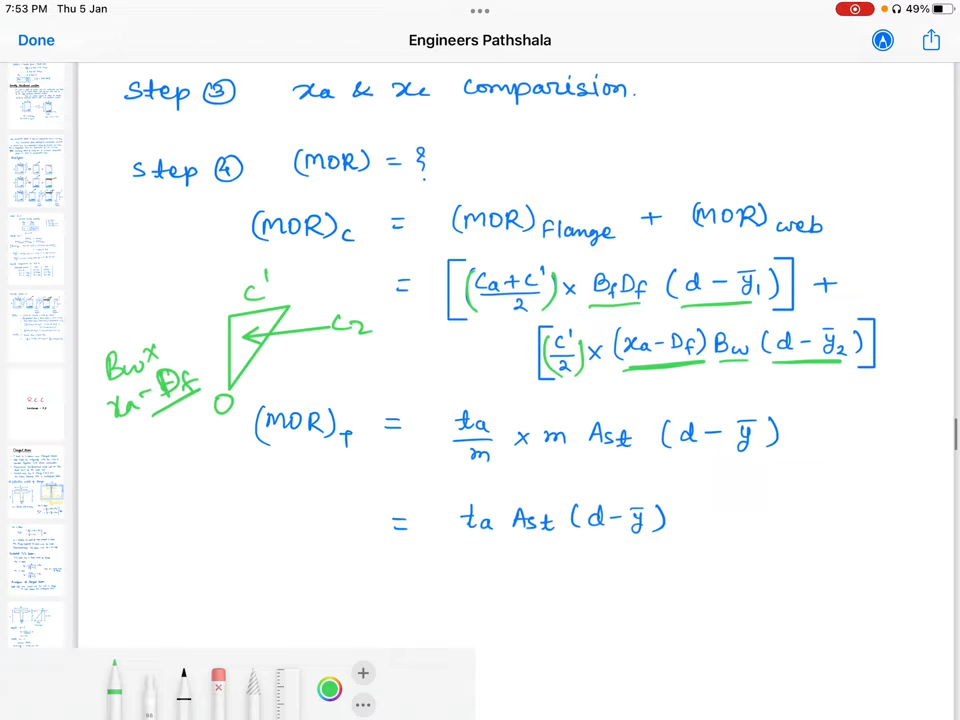 7:53 PM Thu 5 Jan
49%
Done
Engineers Pathshala
Step ③ xa & xc comparision.
Step ④ (MOR) = ?
(MOR)c = (MOR)Flange + (MOR)web
= [(Ca+C'/2) × BfDf (d - ȳ1)] +
[(C'/2) × (xa-Df) Bw (d - ȳ2)]
C'
C2
Bw×
xa-Df
O
(MOR)T = ta/m × m Ast (d - ȳ)
= ta Ast (d-ȳ)